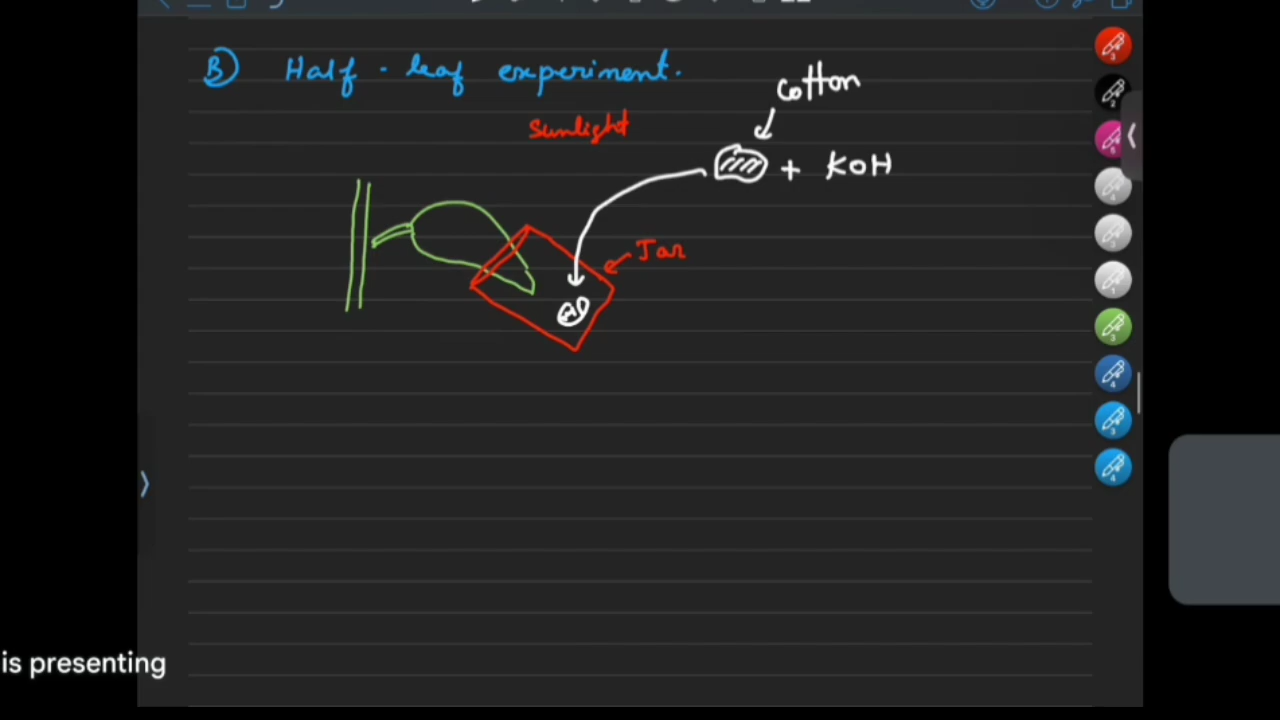 B) Half - leaf experiment.
Cotton
Sunlight
+ KOH
Jar
is presenting